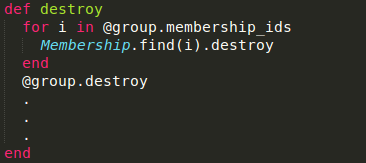 def destroy
  for i in @group.membership_ids
    Membership.find(i).destroy
  end
  @group.destroy
  .
  .
  .
end